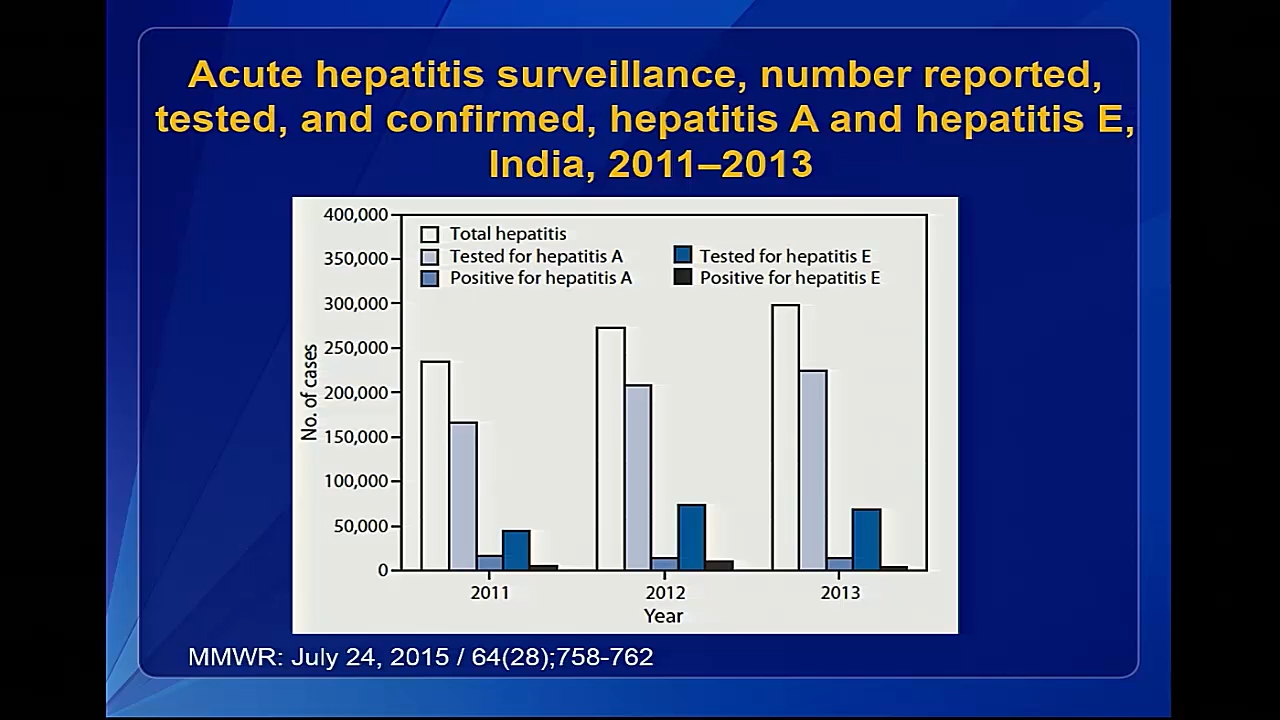 Acute hepatitis surveillance, number reported,
tested, and confirmed, hepatitis A and hepatitis E,
India, 2011–2013
400,000
350,000
300,000
250,000
200,000
150,000
100,000
50,000
0
No. of cases
Total hepatitis
Tested for hepatitis A
Positive for hepatitis A
Tested for hepatitis E
Positive for hepatitis E
2011
2012
2013
Year
MMWR: July 24, 2015 / 64(28);758-762